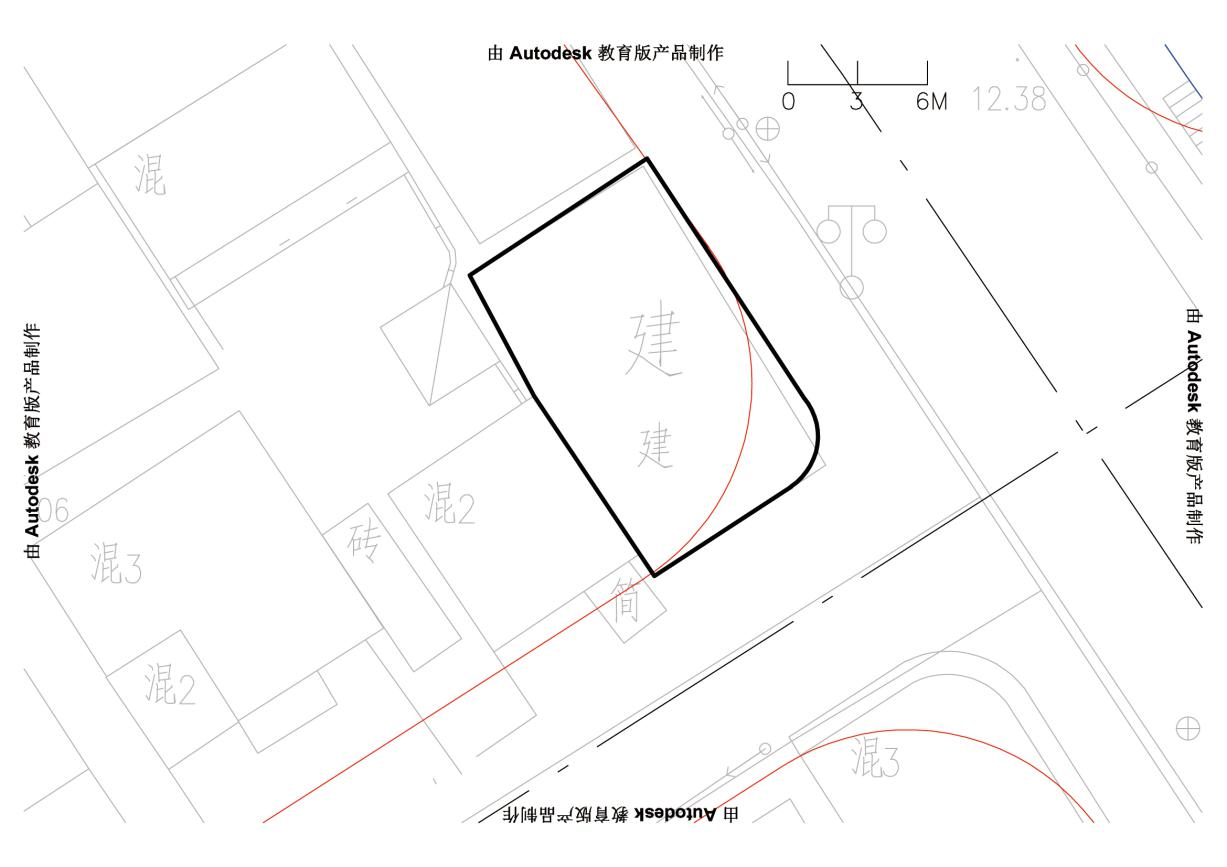 由 Autodesk 教育版产品制作
0 3 6M
12.38
混
由 Autodesk 教育版产品制作
由 Autodesk 教育版产品制作
建
建
混2
06
砖
混3
简
混2
混3
由 Autodesk 教育版产品制作